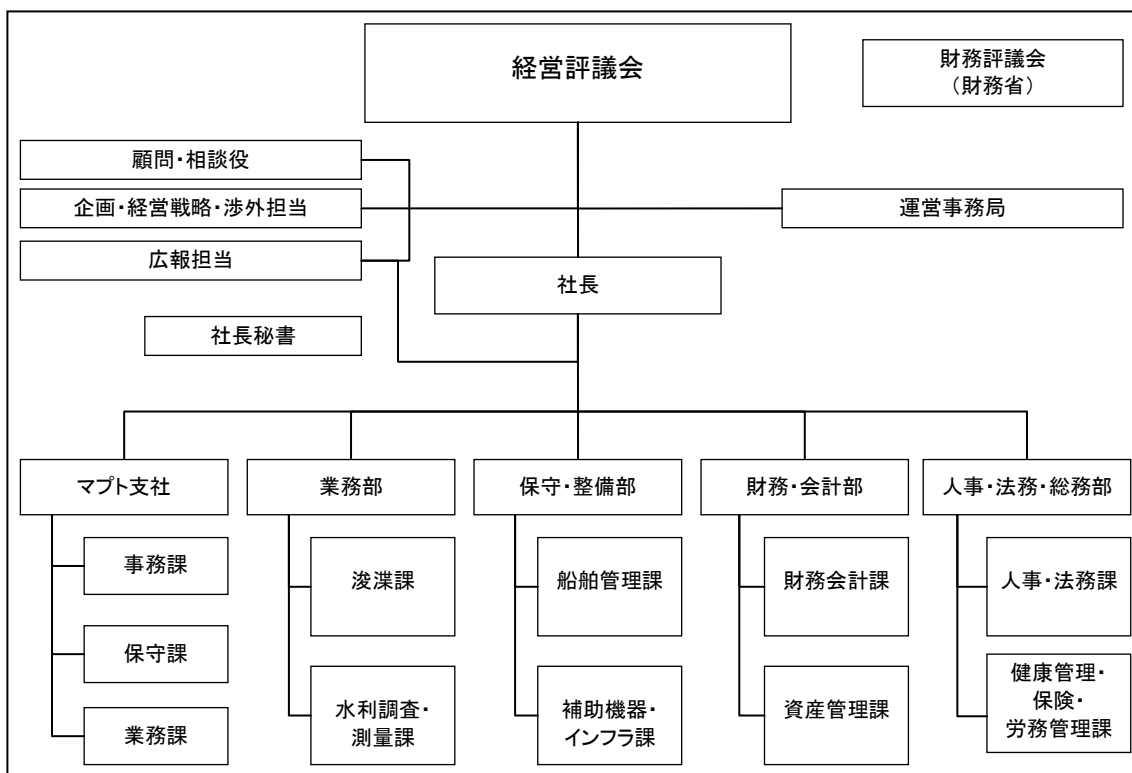 経営評議会
財務評議会
（財務省）
顧問・相談役
企画・経営戦略・渉外担当
運営事務局
広報担当
社長
社長秘書
マプト支社
業務部
保守・整備部
財務・会計部
人事・法務・総務部
事務課
浚渫課
船舶管理課
財務会計課
人事・法務課
保守課
水利調査・
測量課
補助機器・
インフラ課
資産管理課
健康管理・
保険・
労務管理課
業務課